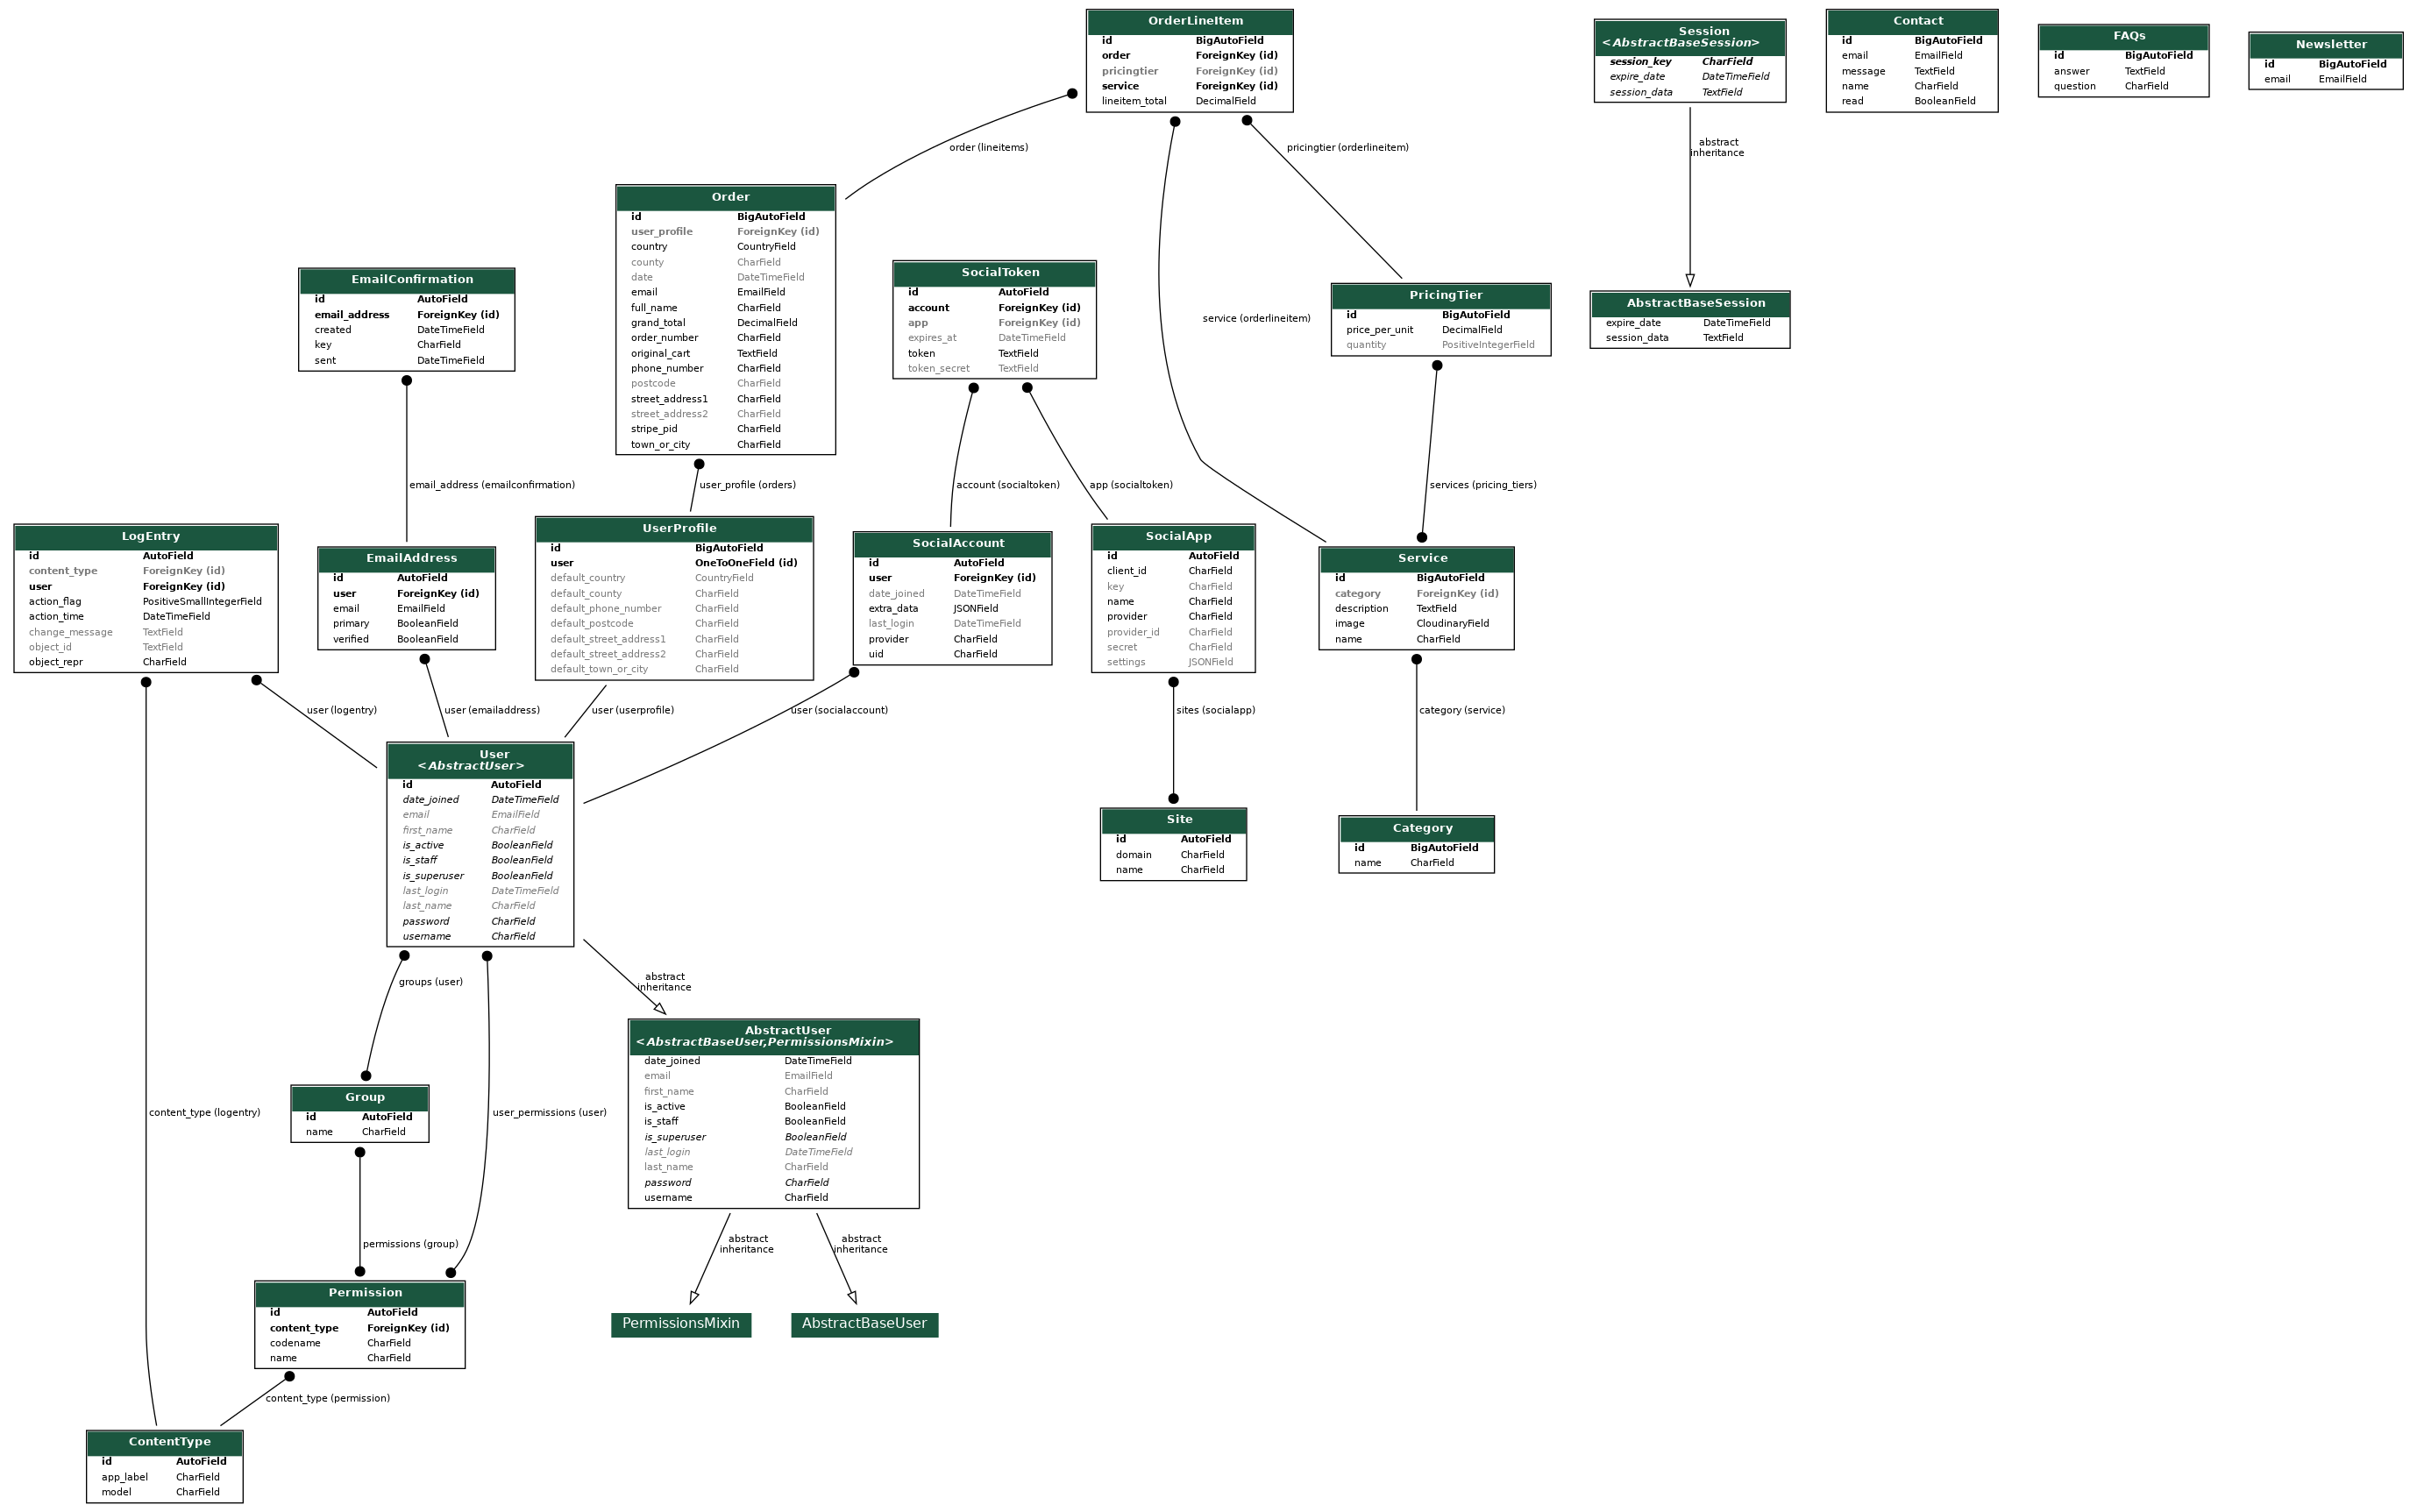 OrderLineItem
id BigAutoField
order ForeignKey (id)
pricingtier ForeignKey (id)
service ForeignKey (id)
lineitem_total DecimalField
Session
<AbstractBaseSession>
session_key CharField
expire_date DateTimeField
session_data TextField
Contact
id BigAutoField
email EmailField
message TextField
name CharField
read BooleanField
FAQs
id BigAutoField
answer TextField
question CharField
Newsletter
id BigAutoField
email EmailField
order (lineitems)
pricingtier (orderlineitem)
abstract
inheritance
Order
id BigAutoField
user_profile ForeignKey (id)
country CountryField
county CharField
date DateTimeField
email EmailField
full_name CharField
grand_total DecimalField
order_number CharField
original_cart TextField
phone_number CharField
postcode CharField
street_address1 CharField
street_address2 CharField
stripe_pid CharField
town_or_city CharField
EmailConfirmation
id AutoField
email_address ForeignKey (id)
created DateTimeField
key CharField
sent DateTimeField
SocialToken
id AutoField
account ForeignKey (id)
app ForeignKey (id)
expires_at DateTimeField
token TextField
token_secret TextField
service (orderlineitem)
PricingTier
id BigAutoField
price_per_unit DecimalField
quantity PositiveIntegerField
AbstractBaseSession
expire_date DateTimeField
session_data TextField
email_address (emailconfirmation)
user_profile (orders)
account (socialtoken)
app (socialtoken)
services (pricing_tiers)
LogEntry
id AutoField
content_type ForeignKey (id)
user ForeignKey (id)
action_flag PositiveSmallIntegerField
action_time DateTimeField
change_message TextField
object_id TextField
object_repr CharField
EmailAddress
id AutoField
user ForeignKey (id)
email EmailField
primary BooleanField
verified BooleanField
UserProfile
id BigAutoField
user OneToOneField (id)
default_country CountryField
default_county CharField
default_phone_number CharField
default_postcode CharField
default_street_address1 CharField
default_street_address2 CharField
default_town_or_city CharField
SocialAccount
id AutoField
user ForeignKey (id)
date_joined DateTimeField
extra_data JSONField
last_login DateTimeField
provider CharField
uid CharField
SocialApp
id AutoField
client_id CharField
key CharField
name CharField
provider CharField
provider_id CharField
secret CharField
settings JSONField
Service
id BigAutoField
category ForeignKey (id)
description TextField
image CloudinaryField
name CharField
user (logentry)
user (emailaddress)
user (userprofile)
user (socialaccount)
sites (socialapp)
category (service)
User
<AbstractUser>
id AutoField
date_joined DateTimeField
email EmailField
first_name CharField
is_active BooleanField
is_staff BooleanField
is_superuser BooleanField
last_login DateTimeField
last_name CharField
password CharField
username CharField
Site
id AutoField
domain CharField
name CharField
Category
id BigAutoField
name CharField
groups (user)
abstract
inheritance
AbstractUser
<AbstractBaseUser,PermissionsMixin>
date_joined DateTimeField
email EmailField
first_name CharField
is_active BooleanField
is_staff BooleanField
is_superuser BooleanField
last_login DateTimeField
last_name CharField
password CharField
username CharField
Group
id AutoField
name CharField
content_type (logentry)
user_permissions (user)
permissions (group)
abstract
inheritance
abstract
inheritance
Permission
id AutoField
content_type ForeignKey (id)
codename CharField
name CharField
PermissionsMixin
AbstractBaseUser
content_type (permission)
ContentType
id AutoField
app_label CharField
model CharField